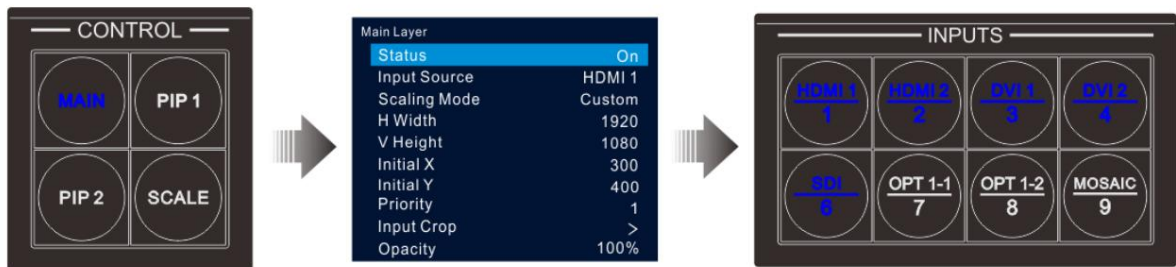 CONTROL
MAIN
PIP 1
PIP 2
SCALE
Main Layer
Status On
Input Source HDMI 1
Scaling Mode Custom
H Width 1920
V Height 1080
Initial X 300
Initial Y 400
Priority 1
Input Crop >
Opacity 100%
INPUTS
HDMI 1
1
HDMI 2
2
DVI 1
3
DVI 2
4
SDI
6
OPT 1-1
7
OPT 1-2
8
MOSAIC
9